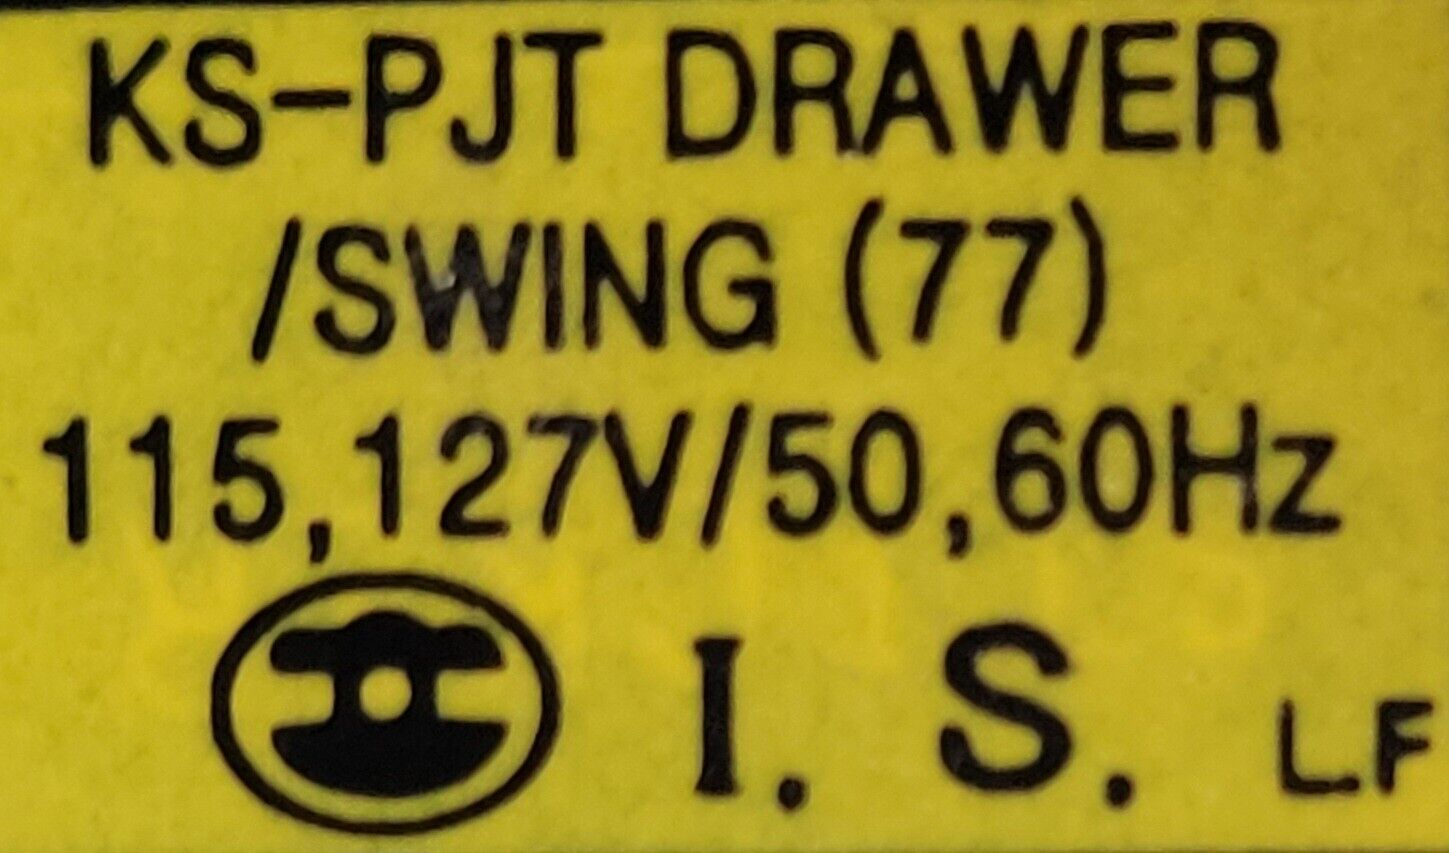 KS-PJT DRAWER
/SWING (77)
115,127V/50,60Hz
I. S. LF